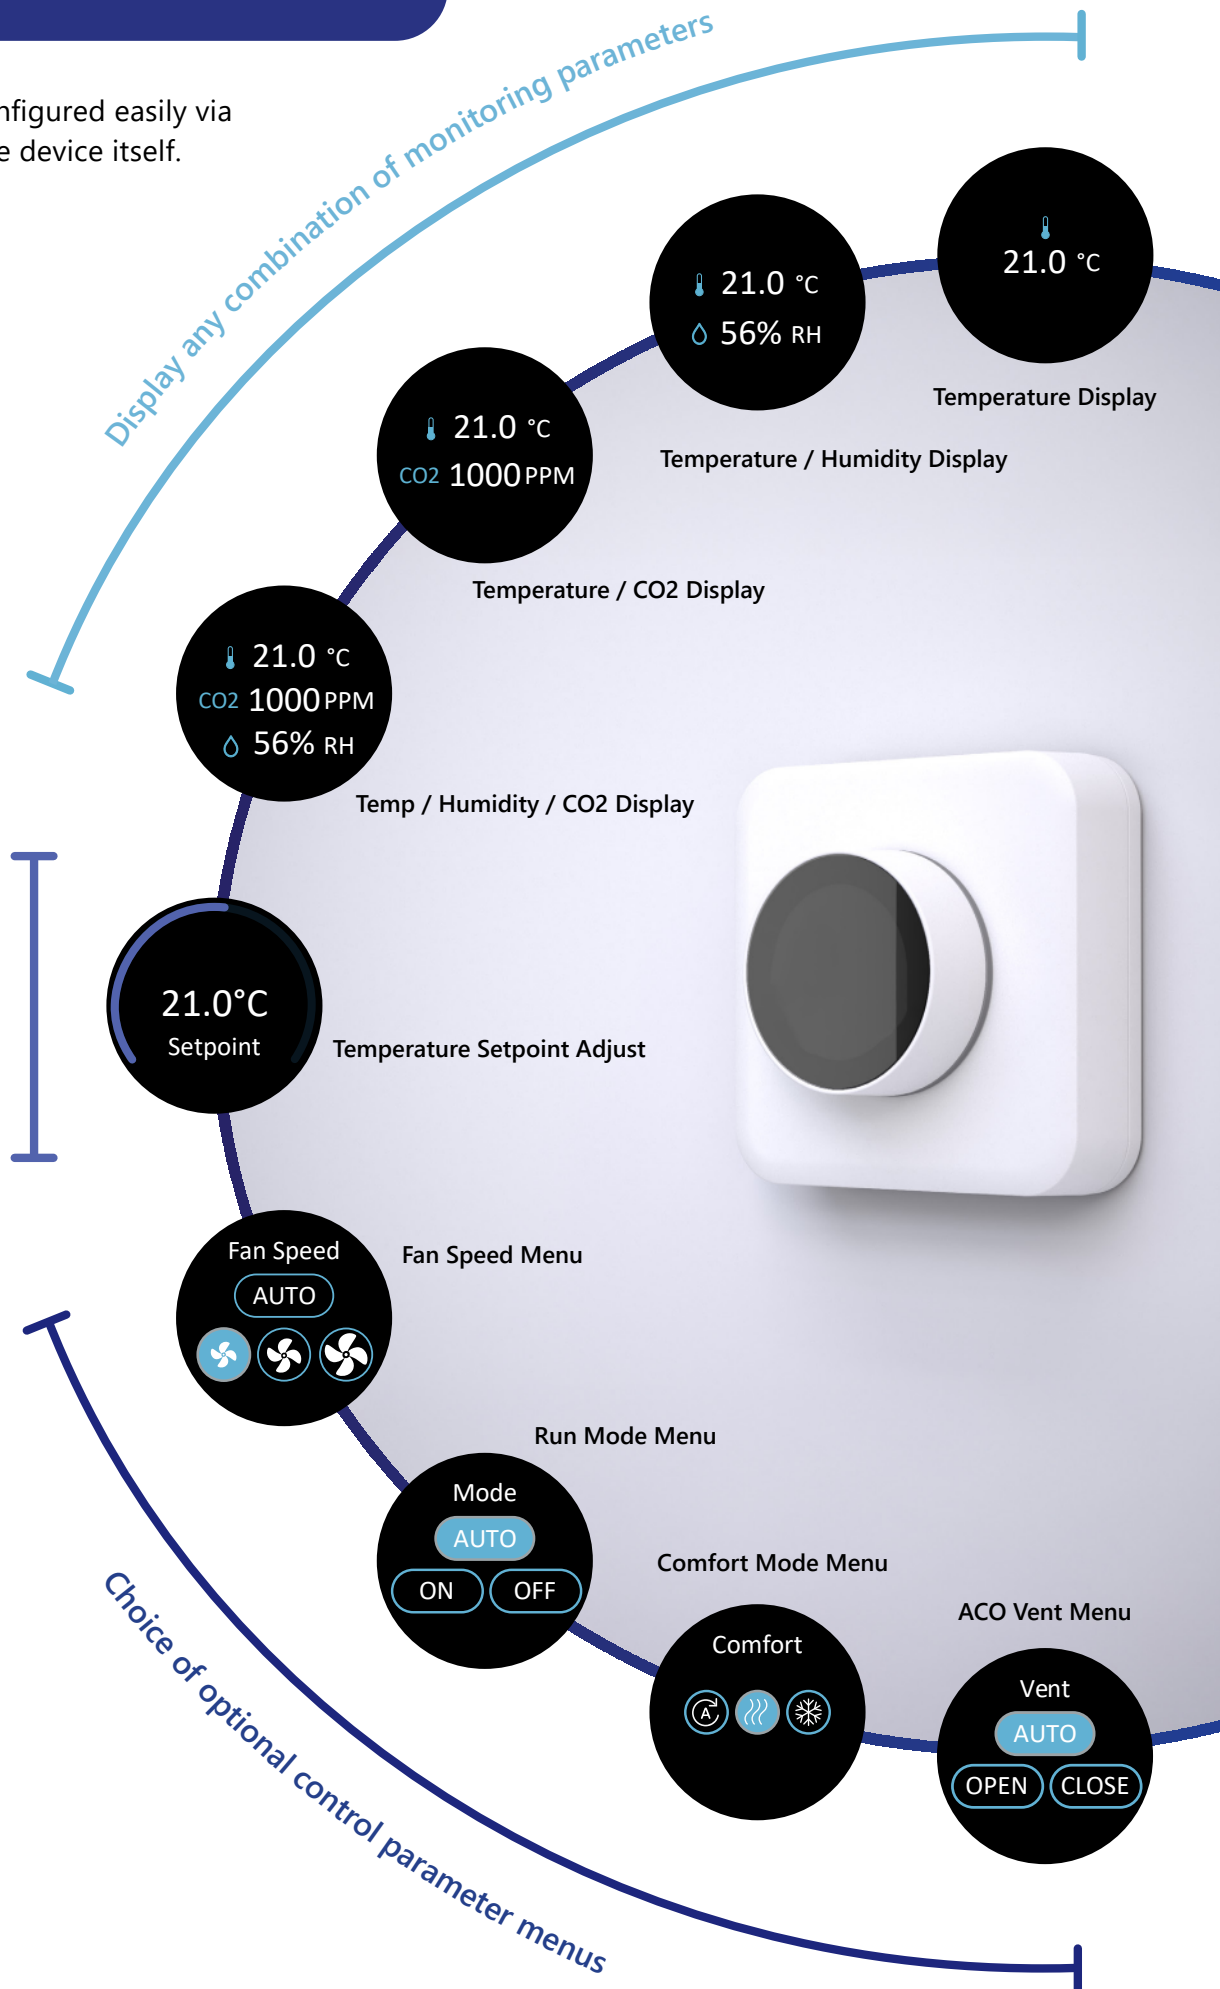 nfigured easily via
e device itself.
Display any combination of monitoring parameters
21.0 °C
Temperature Display
21.0 °C
56% RH
Temperature / Humidity Display
21.0 °C
CO2 1000 PPM
Temperature / CO2 Display
21.0 °C
CO2 1000 PPM
56% RH
Temp / Humidity / CO2 Display
21.0°C
Setpoint
Temperature Setpoint Adjust
Fan Speed
AUTO
Fan Speed Menu
Run Mode Menu
Mode
AUTO
ON OFF
Comfort Mode Menu
Comfort
A
ACO Vent Menu
Vent
AUTO
OPEN CLOSE
Choice of optional control parameter menus